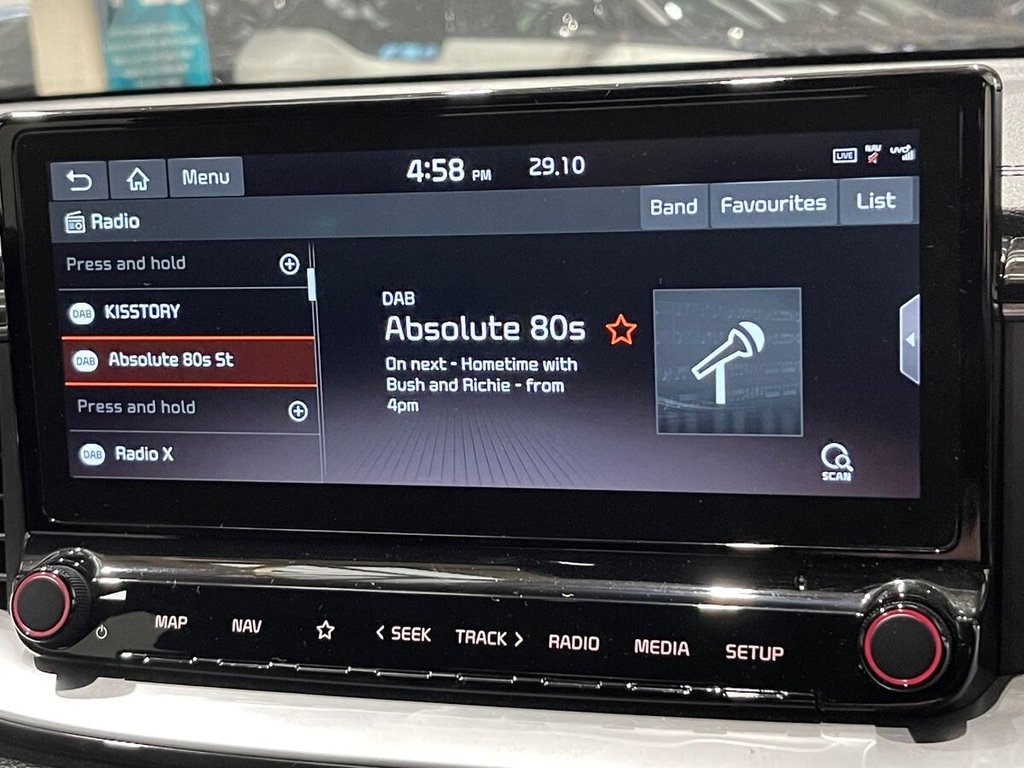 Menu
4:58 PM
29.10
LIVE
NAV
UVO
Radio
Band
Favourites
List
Press and hold
DAB KISSTORY
DAB Absolute 80s St
Press and hold
DAB Radio X
DAB
Absolute 80s
On next - Hometime with
Bush and Richie - from
4pm
SCAN
MAP
NAV
< SEEK
TRACK >
RADIO
MEDIA
SETUP